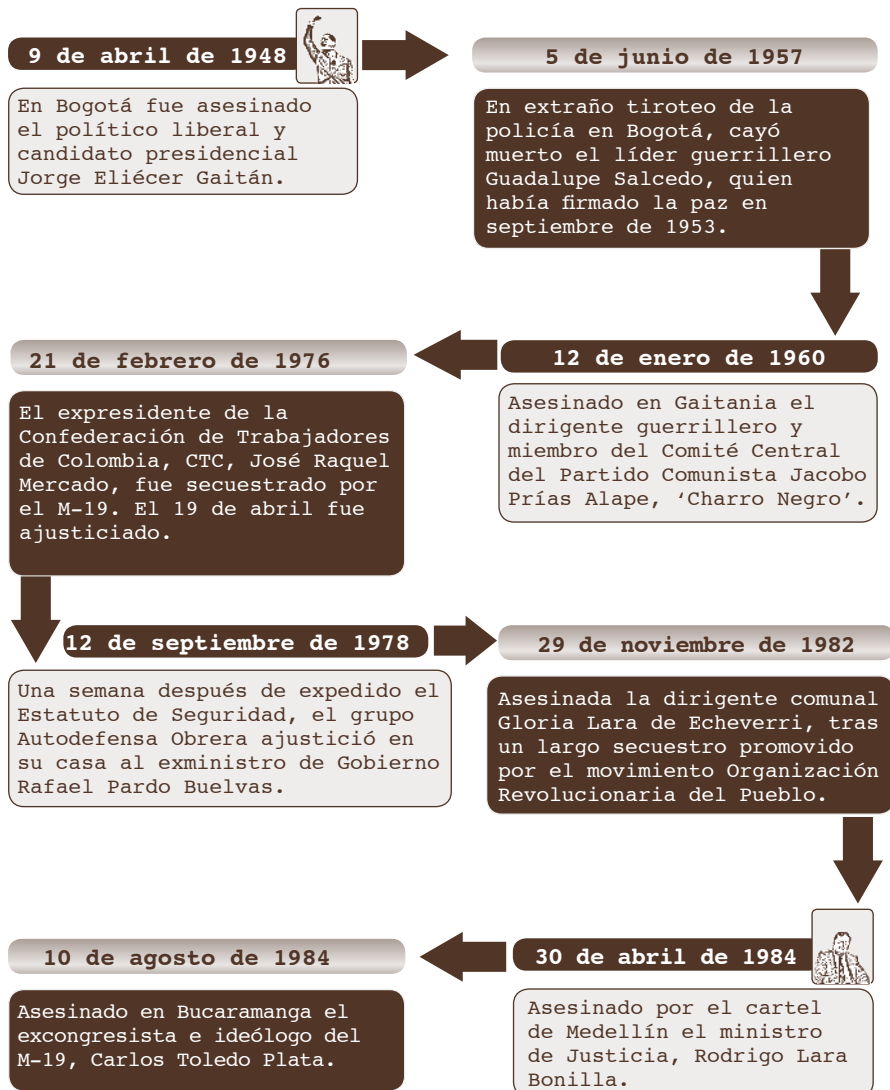 9 de abril de 1948
En Bogotá fue asesinado
el político liberal y
candidato presidencial
Jorge Eliécer Gaitán.
5 de junio de 1957
En extraño tiroteo de la
policía en Bogotá, cayó
muerto el líder guerrillero
Guadalupe Salcedo, quien
había firmado la paz en
septiembre de 1953.
12 de enero de 1960
Asesinado en Gaitania el
dirigente guerrillero y
miembro del Comité Central
del Partido Comunista Jacobo
Prías Alape, ‘Charro Negro’.
21 de febrero de 1976
El expresidente de la
Confederación de Trabajadores
de Colombia, CTC, José Raquel
Mercado, fue secuestrado por
el M-19. El 19 de abril fue
ajusticiado.
12 de septiembre de 1978
Una semana después de expedido el
Estatuto de Seguridad, el grupo
Autodefensa Obrera ajustició en
su casa al exministro de Gobierno
Rafael Pardo Buelvas.
29 de noviembre de 1982
Asesinada la dirigente comunal
Gloria Lara de Echeverri, tras
un largo secuestro promovido
por el movimiento Organización
Revolucionaria del Pueblo.
30 de abril de 1984
Asesinado por el cartel
de Medellín el ministro
de Justicia, Rodrigo Lara
Bonilla.
10 de agosto de 1984
Asesinado en Bucaramanga el
excongresista e ideólogo del
M-19, Carlos Toledo Plata.